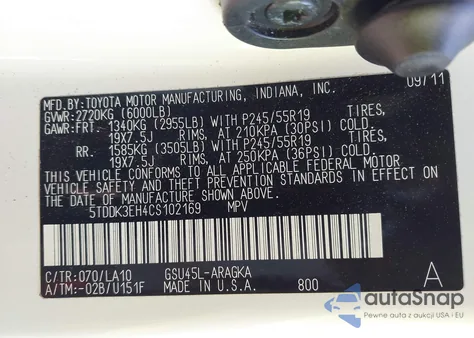 09/11
MFD.BY:TOYOTA MOTOR MANUFACTURING, INDIANA, INC.
GVWR:2720KG (6000LB)
GAWR:FRT. 1340KG (2955LB) WITH P245/55R19 TIRES,
19X7.5J RIMS, AT 210KPA (30PSI) COLD.
RR. 1585KG (3505LB) WITH P245/55R19 TIRES,
19X7.5J RIMS, AT 250KPA (36PSI) COLD.
THIS VEHICLE CONFORMS TO ALL APPLICABLE FEDERAL MOTOR
VEHICLE SAFETY AND THEFT PREVENTION STANDARDS IN EFFECT
ON THE DATE OF MANUFACTURE SHOWN ABOVE.
5TDDK3EH4CS102169 MPV
C/TR:070/LA10 GSU45L-ARAGKA
A/TM:-02B/U151F MADE IN U.S.A. 800 A
autoSnap
Pewne auta z aukcji USA i EU